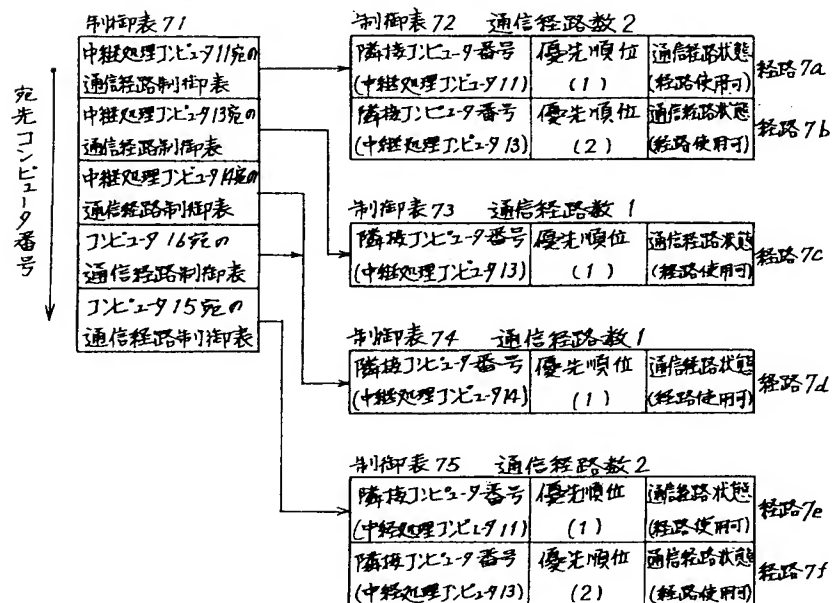 制御表71
中継処理コンピュータ11宛の
通信経路制御表
中継処理コンピュータ13宛の
通信経路制御表
中継処理コンピュータ14宛の
通信経路制御表
コンピュータ16宛の
通信経路制御表
コンピュータ15宛の
通信経路制御表
宛先コンピュータ番号
制御表72 通信経路数2
隣接コンピュータ番号 優先順位 通信経路状態
(中継処理コンピュータ11) (1) (経路使用可) 経路7a
隣接コンピュータ番号 優先順位 通信経路状態
(中継処理コンピュータ13) (2) (経路使用可) 経路7b
制御表73 通信経路数1
隣接コンピュータ番号 優先順位 通信経路状態
(中継処理コンピュータ13) (1) (経路使用可) 経路7c
制御表74 通信経路数1
隣接コンピュータ番号 優先順位 通信経路状態
(中継処理コンピュータ14) (1) (経路使用可) 経路7d
制御表75 通信経路数2
隣接コンピュータ番号 優先順位 通信経路状態
(中経処理コンピュータ11) (1) (経路使用可) 経路7e
隣接コンピュータ番号 優先順位 通信経路状態
(中経処理コンピュータ13) (2) (経路使用可) 経路7f